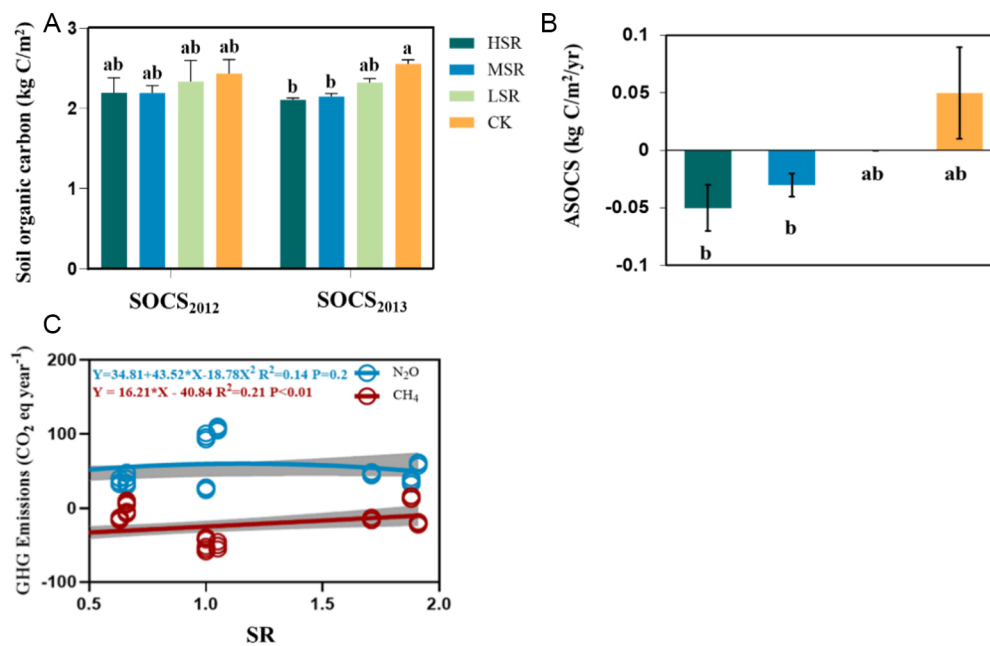 A
Soil organic carbon (kg C/m²)
3
2
1
0
ab
ab
ab
ab
b
b
ab
a
SOCS₂₀₁₂
SOCS₂₀₁₃
HSR
MSR
LSR
CK
B
ASOCS (kg C/m²/yr)
0.1
0.05
0
-0.05
-0.1
b
b
ab
ab
C
GHG Emissions (CO₂ eq year⁻¹)
200
100
0
-100
Y=34.81+43.52*X-18.78X² R²=0.14 P=0.2
Y = 16.21*X - 40.84 R²=0.21 P<0.01
N₂O
CH₄
0.5
1.0
1.5
2.0
SR